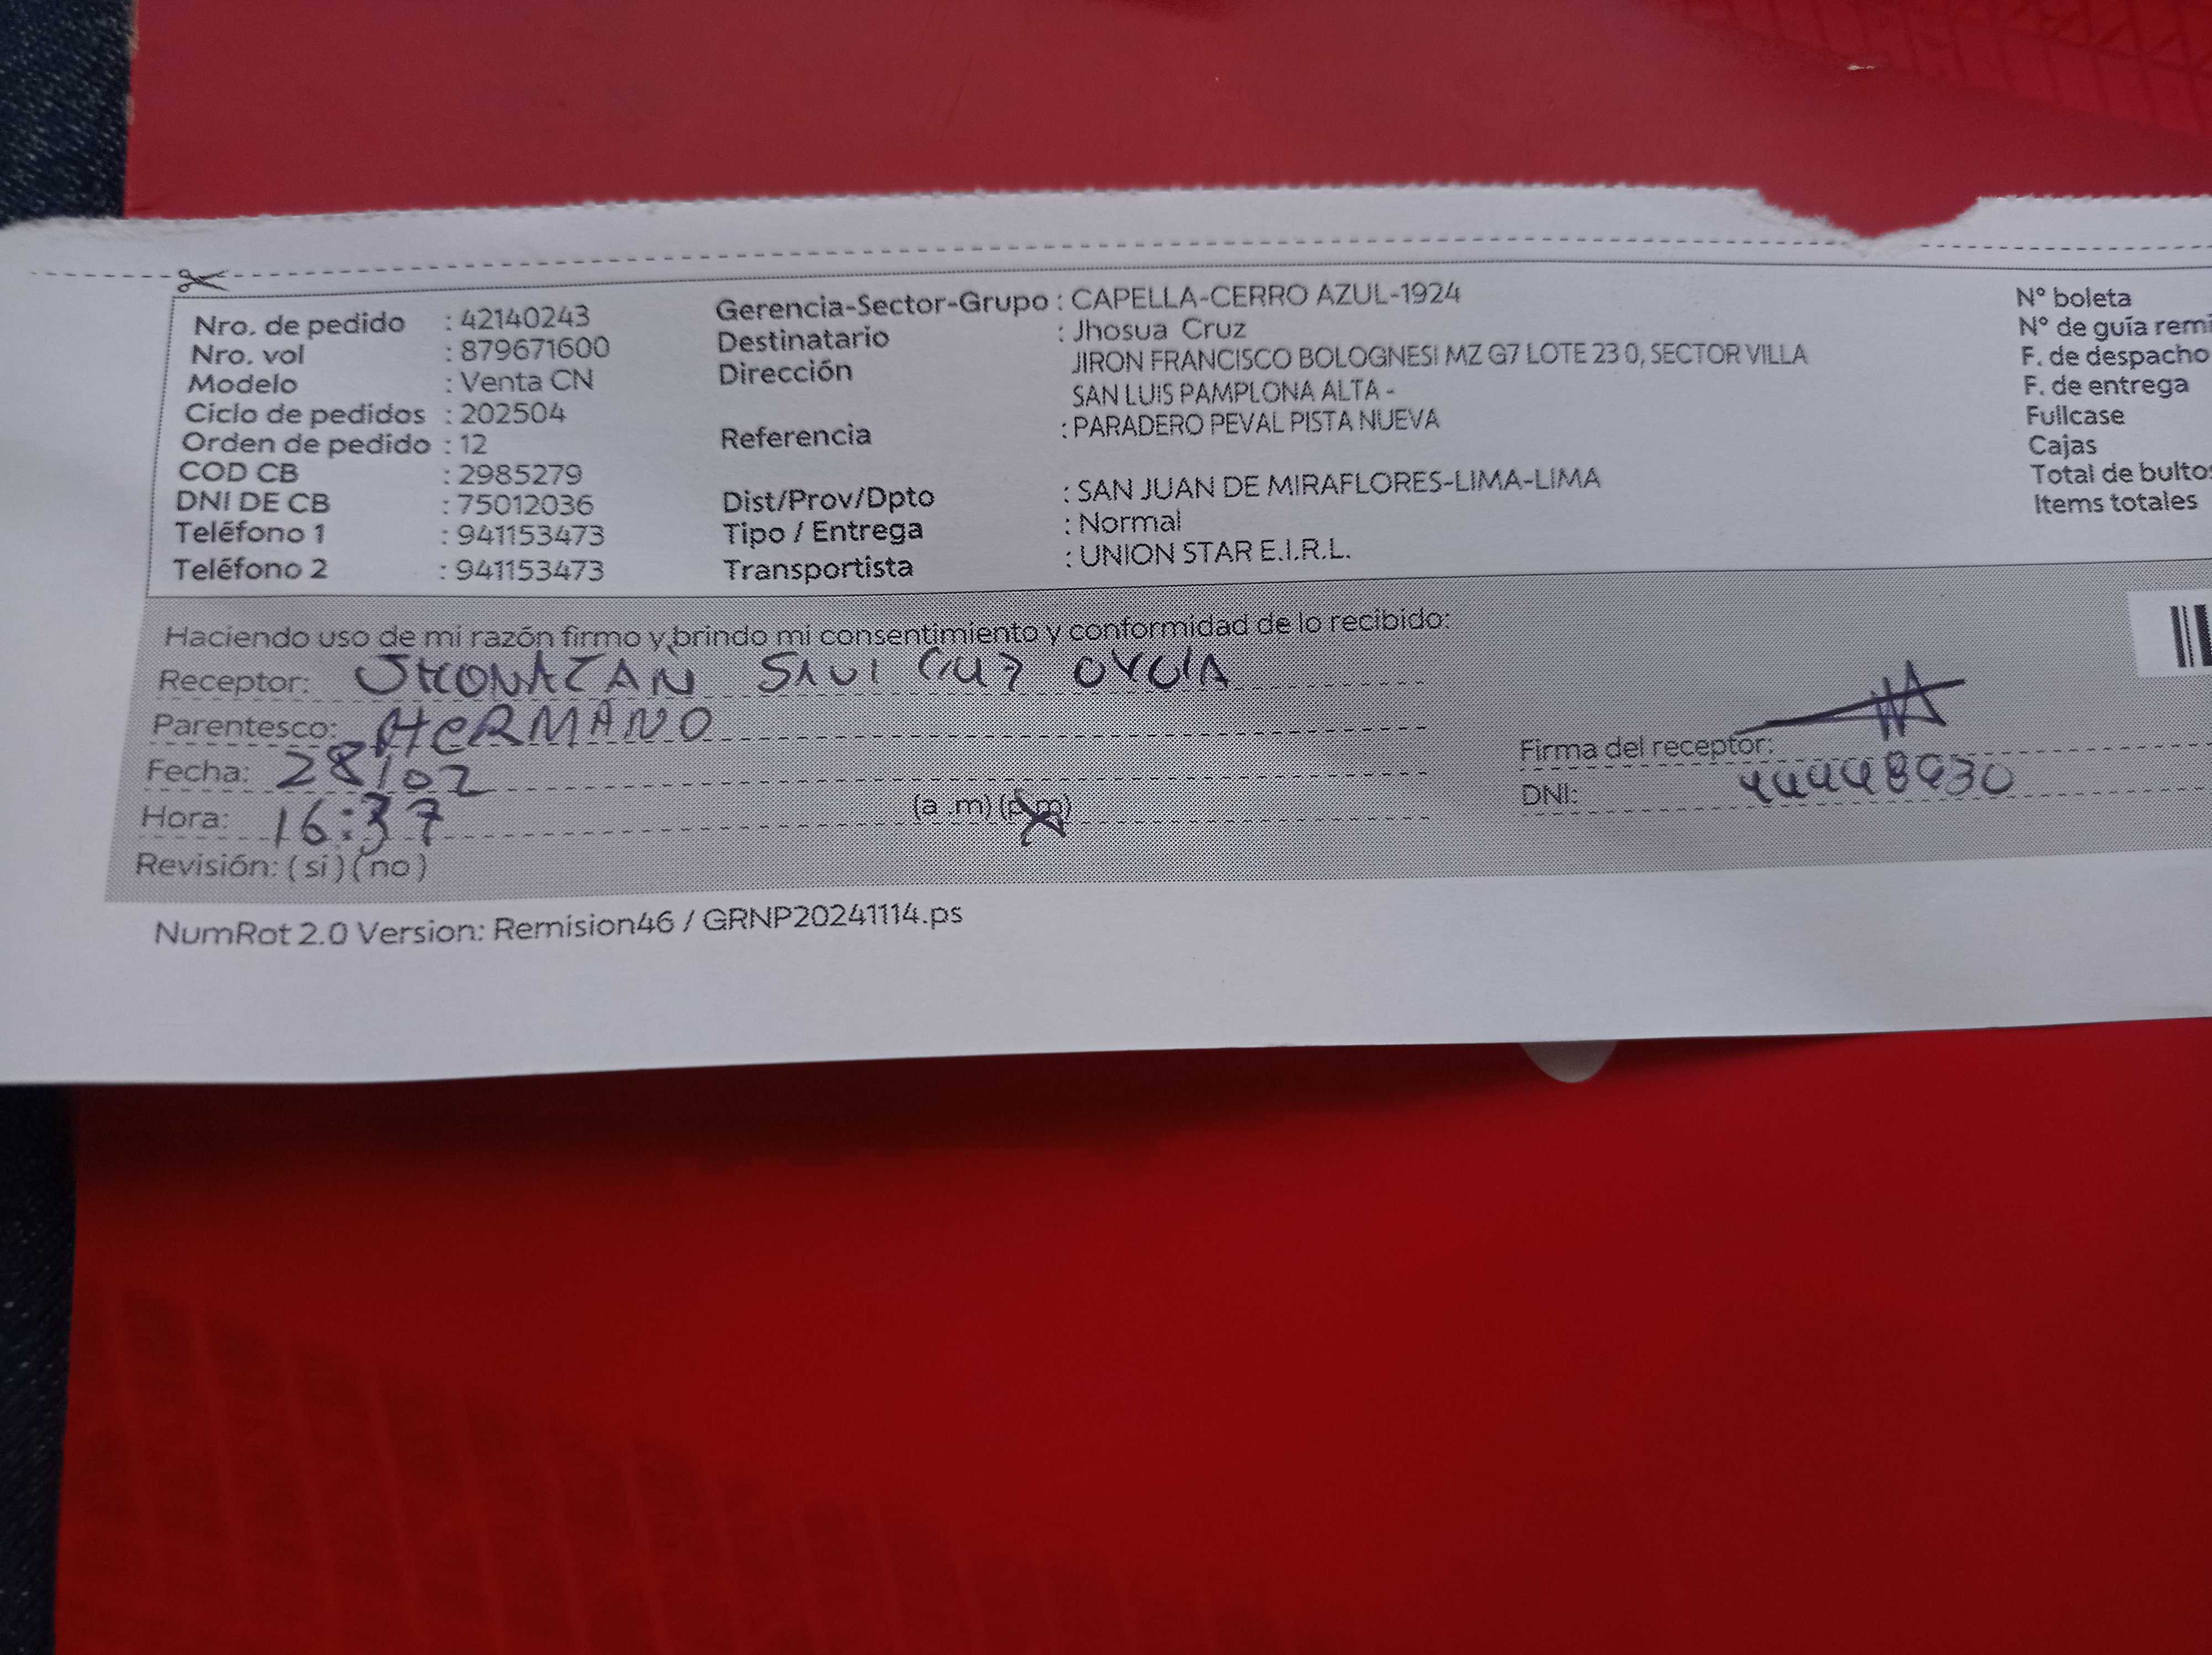 Nro. de pedido : 42140243
Nro. vol : 879671600
Modelo : Venta CN
Ciclo de pedidos : 202504
Orden de pedido : 12
COD CB : 2985279
DNI DE CB : 75012036
Teléfono 1 : 941153473
Teléfono 2 : 941153473
Gerencia-Sector-Grupo : CAPELLA-CERRO AZUL-1924
Destinatario : Jhosua Cruz
Dirección JIRON FRANCISCO BOLOGNESI MZ G7 LOTE 23 0, SECTOR VILLA
SAN LUIS PAMPLONA ALTA -
Referencia : PARADERO PEVAL PISTA NUEVA
Dist/Prov/Dpto : SAN JUAN DE MIRAFLORES-LIMA-LIMA
Tipo / Entrega : Normal
Transportista : UNION STAR E.I.R.L.
N° boleta
N° de guía remi
F. de despacho
F. de entrega
Fullcase
Cajas
Total de bultos
Items totales
Haciendo uso de mi razón firmo y brindo mi consentimiento y conformidad de lo recibido:
Receptor: JHONATAN SAUI CRUZ
Parentesco: HERMANO
Fecha: 28/02
Hora: 16:37 (a .m) (p.m)
Revisión: ( si ) ( no )
Firma del receptor:
DNI:
NumRot 2.0 Version: Remision46 / GRNP20241114.ps